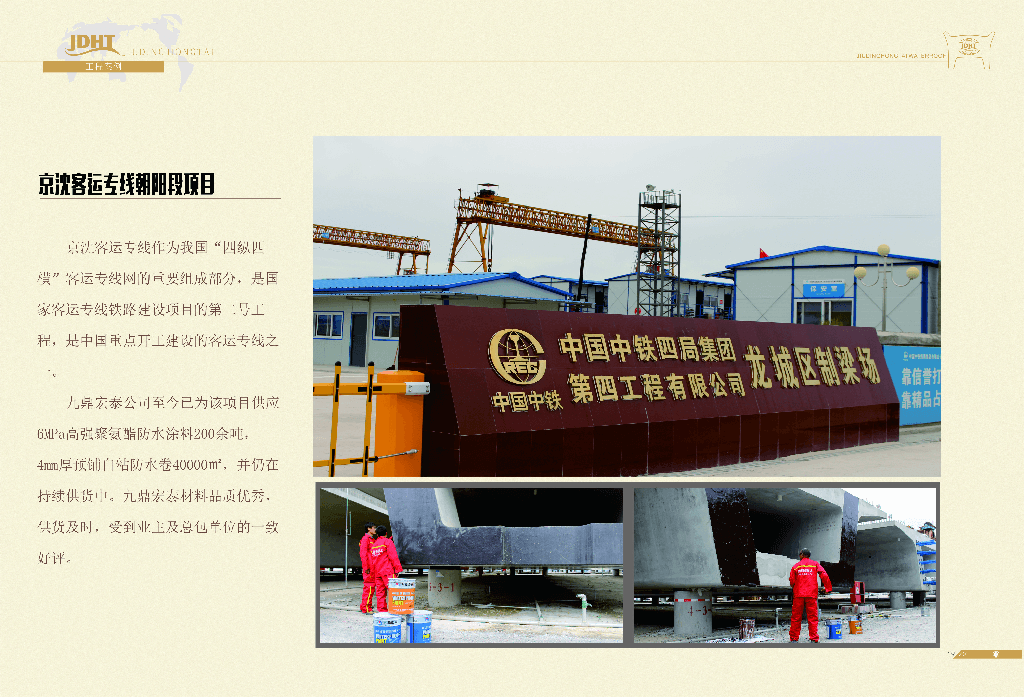 JDHT
JIUDINGHONGTAI
工程案例
JIUDINGHONGTAIWATERPROOF
JDHT
京沈客运专线朝阳段项目
京沈客运专线作为我国“四纵四
横”客运专线网的重要组成部分，是国
家客运专线铁路建设项目的第一号工
程，是中国重点开工建设的客运专线之
一。
九鼎宏泰公司至今已为该项目供应
6MPa高强聚氨酯防水涂料200余吨，
4mm厚预铺自粘防水卷40000㎡，并仍在
持续供货中。九鼎宏泰材料品质优秀，
供货及时，受到业主及总包单位的一致
好评。
保安室
CREC
中国中铁
中国中铁四局集团
第四工程有限公司
龙城区制梁场
靠信誉打
靠精品占
4-3-1
4-3